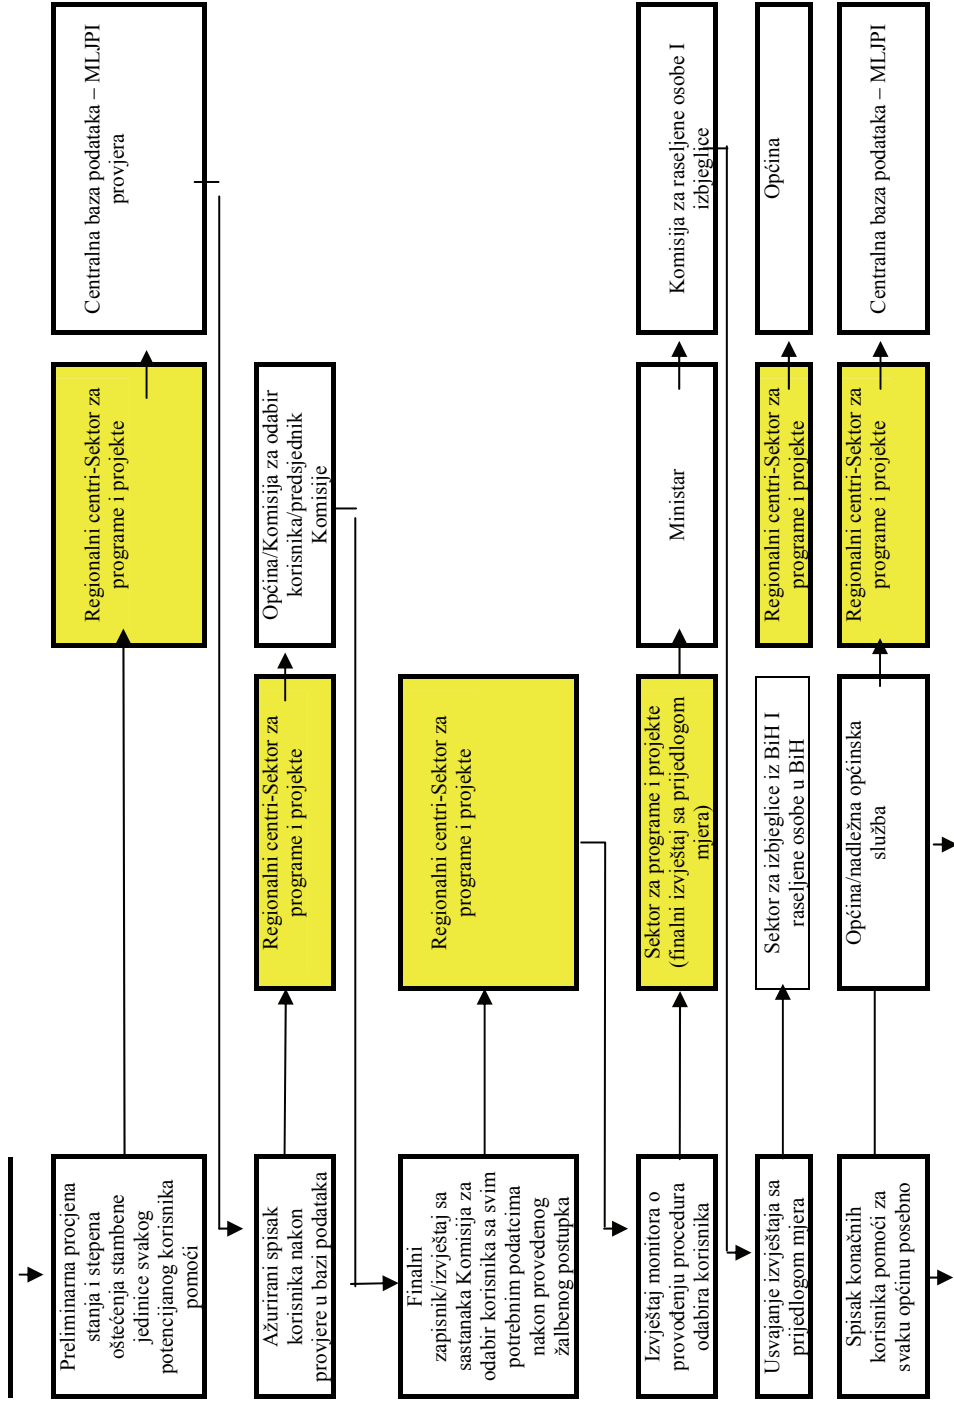 Preliminarna procjena
stanja i stepena
oštećenja stambene
jedinice svakog
potencijanog korisnika
pomoći
Regionalni centri-Sektor za
programe i projekte
Centralna baza podataka – MLJPI
provjera
Ažurirani spisak
korisnika nakon
provjere u bazi podataka
Regionalni centri-Sektor za
programe i projekte
Općina/Komisija za odabir
korisnika/predsjednik
Komisije
Finalni
zapisnik/izvještaj sa
sastanaka Komisija za
odabir korisnika sa svim
potrebnim podatcima
nakon provedenog
žalbenog postupka
Regionalni centri-Sektor za
programe i projekte
Izvještaj monitora o
provođenju procedura
odabira korisnika
Sektor za programe i projekte
(finalni izvještaj sa prijedlogom
mjera)
Ministar
Komisija za raseljene osobe I
izbjeglice
Usvajanje izvještaja sa
prijedlogom mjera
Sektor za izbjeglice iz BiH I
raseljene osobe u BiH
Regionalni centri-Sektor za
programe i projekte
Općina
Spisak konačnih
korisnika pomoći za
svaku općinu posebno
Općina/nadležna općinska
služba
Regionalni centri-Sektor za
programe i projekte
Centralna baza podataka – MLJPI